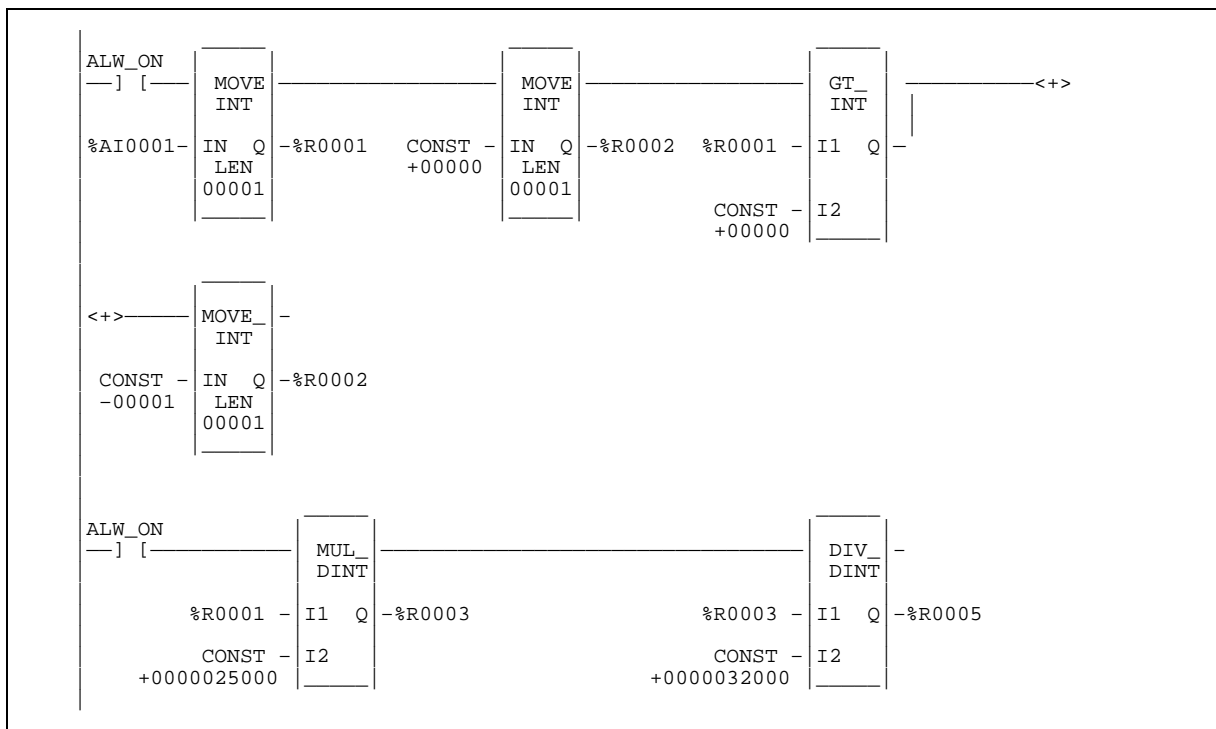 ALW_ON
] [ MOVE MOVE GT_ <+>
INT INT INT
%AI0001 IN Q %R0001 CONST IN Q %R0002 %R0001 I1 Q
LEN +00000 LEN
00001 00001
CONST I2
+00000
<+> MOVE_
INT
CONST IN Q %R0002
-00001 LEN
00001
ALW_ON
] [ MUL_ DIV_
DINT DINT
%R0001 I1 Q %R0003 %R0003 I1 Q %R0005
CONST I2 CONST I2
+0000025000 +0000032000